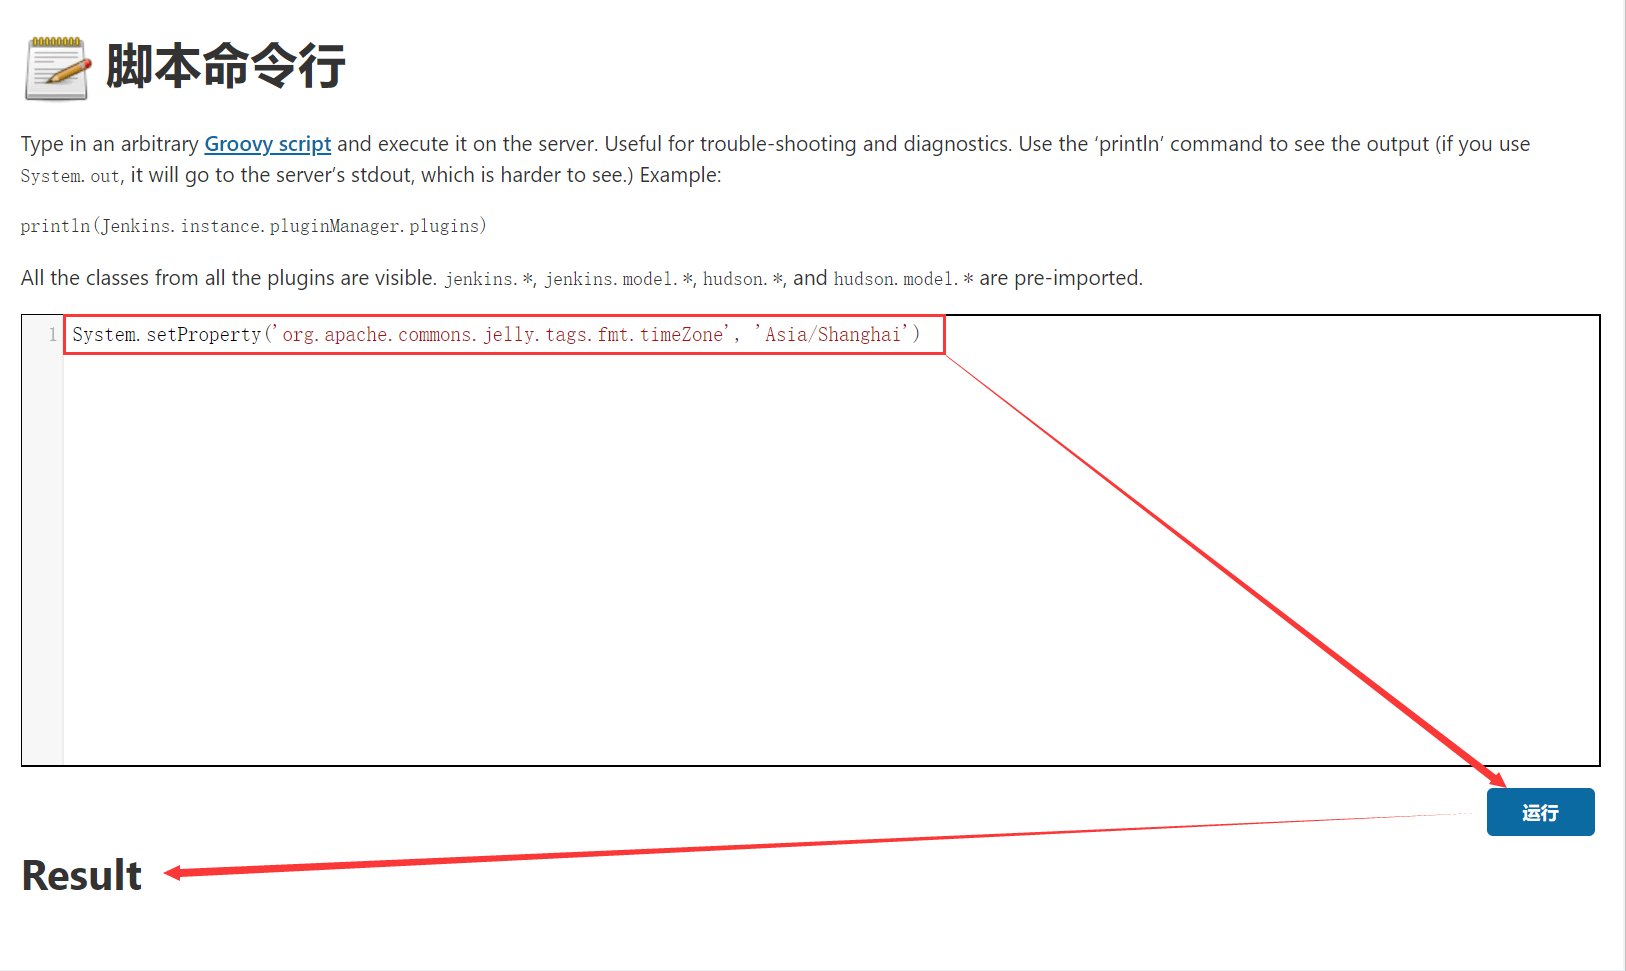 脚本命令行
Type in an arbitrary Groovy script and execute it on the server. Useful for trouble-shooting and diagnostics. Use the ‘println’ command to see the output (if you use
System.out, it will go to the server’s stdout, which is harder to see.) Example:
println(Jenkins.instance.pluginManager.plugins)
All the classes from all the plugins are visible. jenkins.*, jenkins.model.*, hudson.*, and hudson.model.* are pre-imported.
1 System.setProperty('org.apache.commons.jelly.tags.fmt.timeZone', 'Asia/Shanghai')
运行
Result